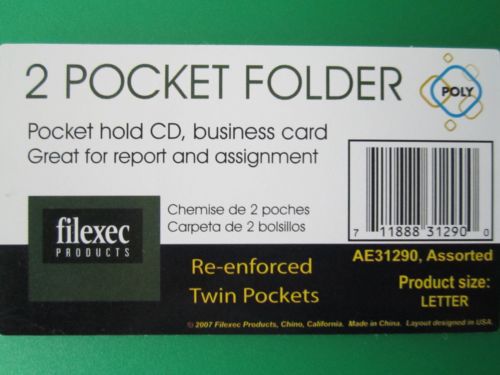 2 POCKET FOLDER
POLY
Pocket hold CD, business card
Great for report and assignment
Chemise de 2 poches
Carpeta de 2 bolsillos
filexec
PRODUCTS
7 11888 31290 0
AE31290, Assorted
Re-enforced
Twin Pockets
Product size:
LETTER
© 2007 Filexec Products, Chino, California. Made in China. Layout designed in USA.